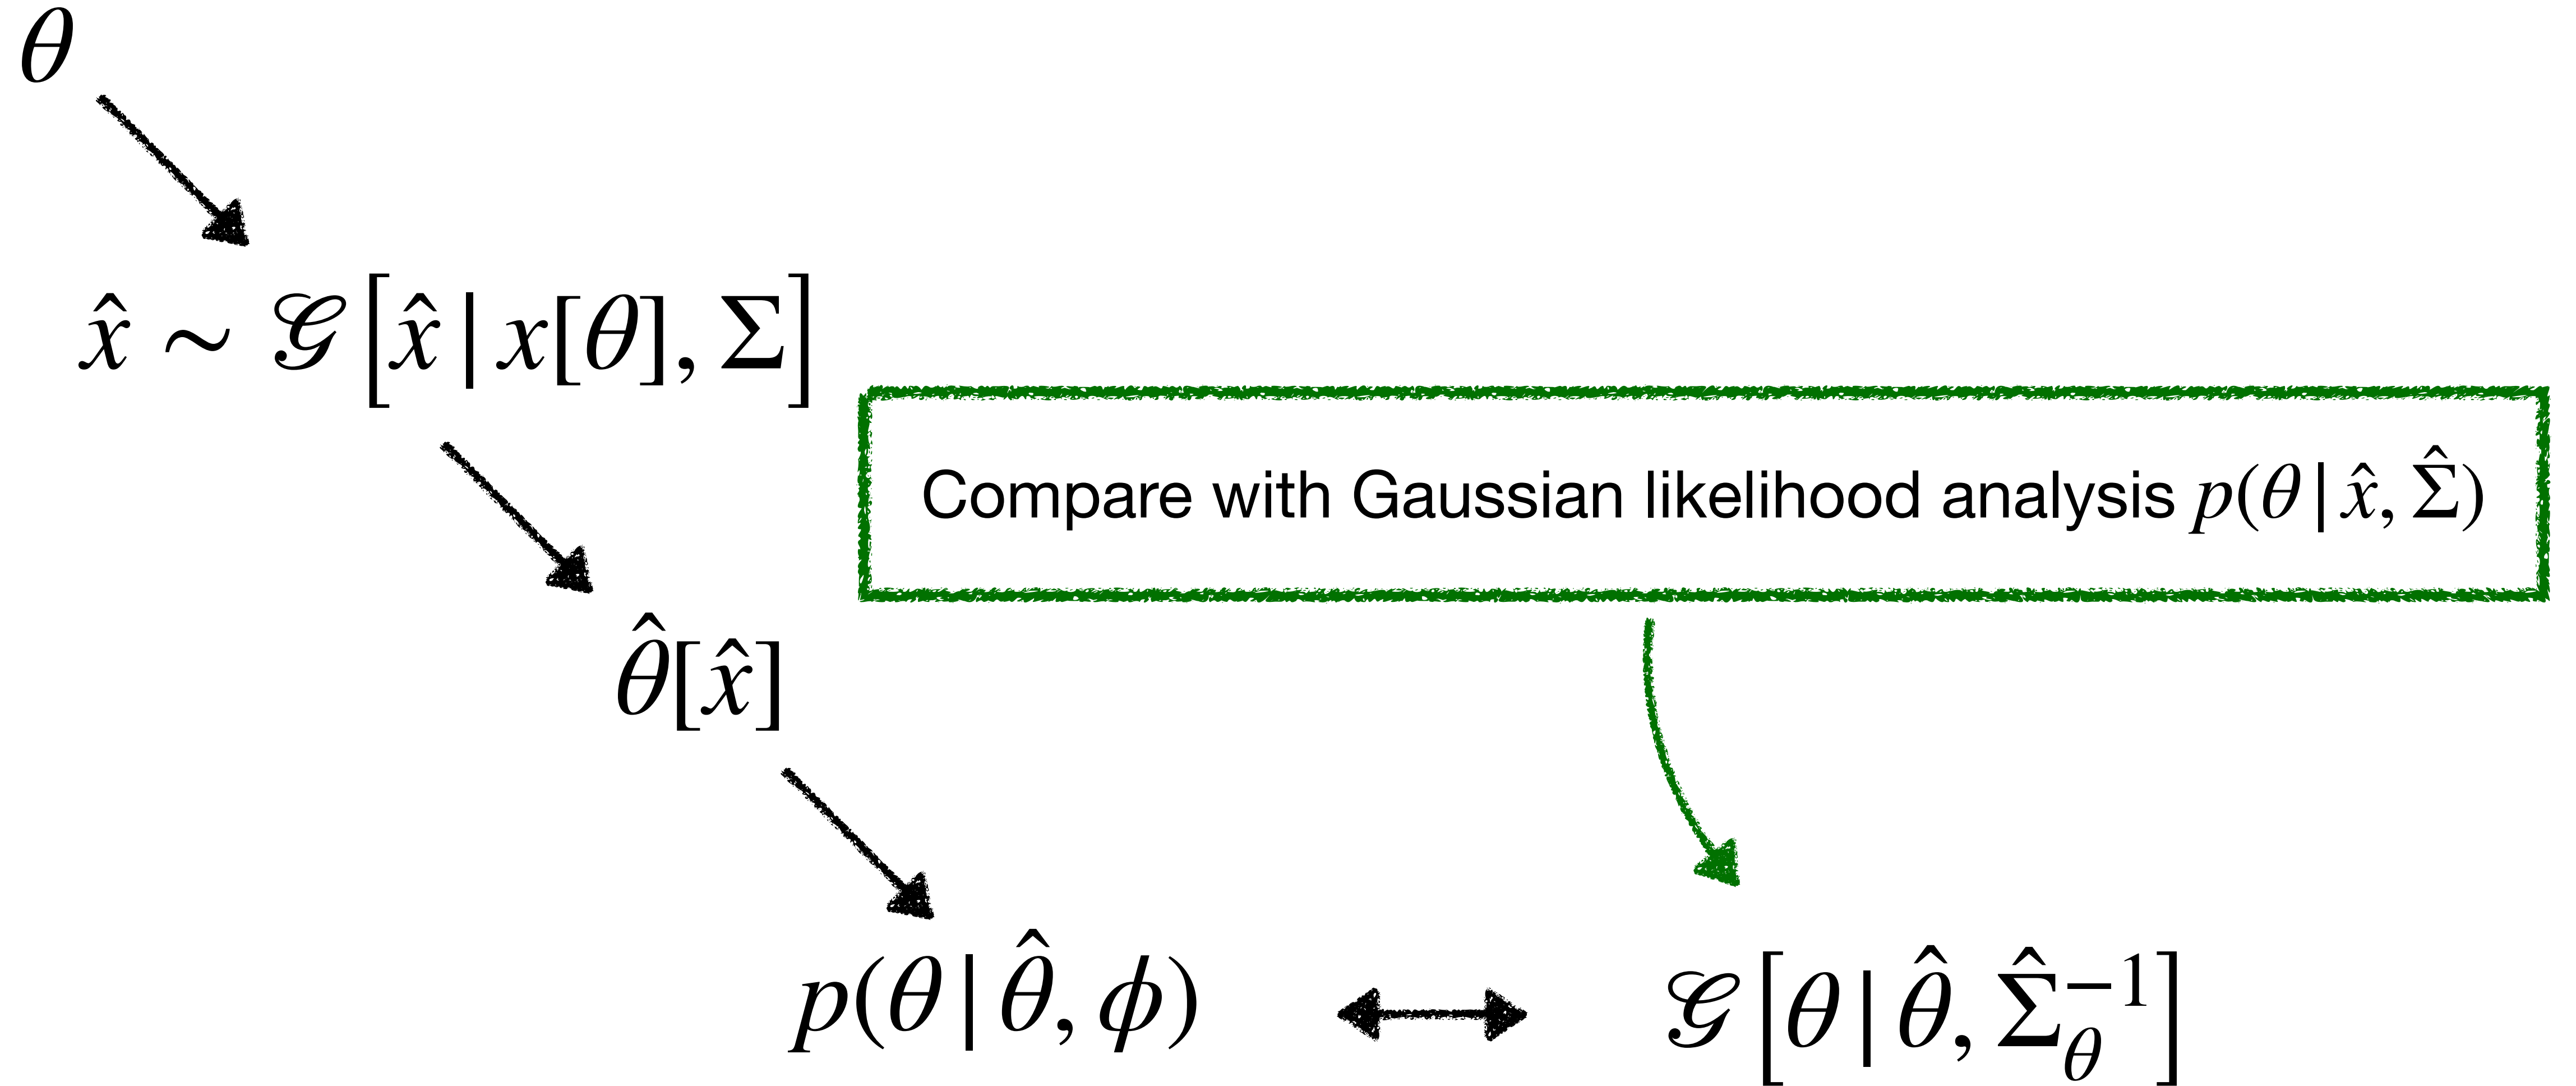 θ
x̂ ~ 𝒢[x̂ | x[θ], Σ]
Compare with Gaussian likelihood analysis p(θ | x̂, Σ̂)
θ̂[x̂]
p(θ | θ̂, ϕ)
𝒢[θ | θ̂, Σ̂_θ^−1]